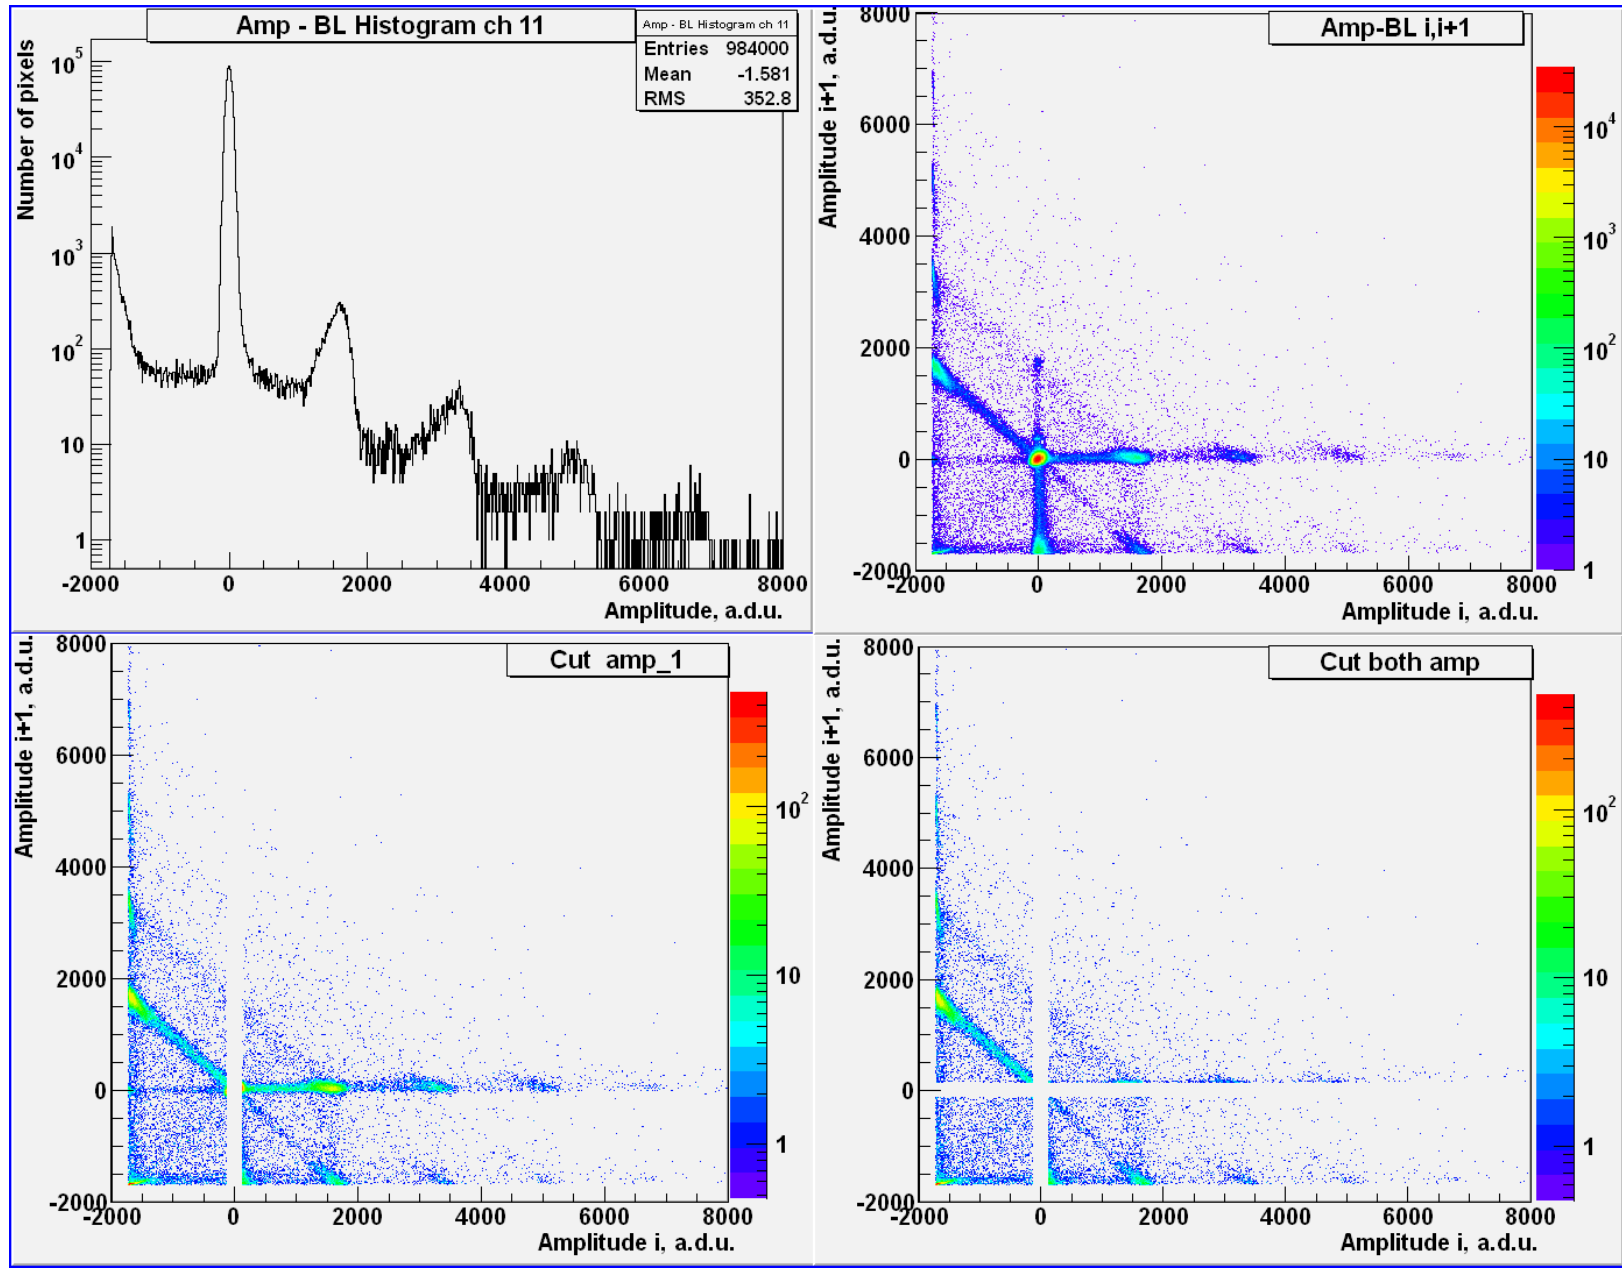 Amp - BL Histogram ch 11
Amp - BL Histogram ch 11
Entries 984000
Mean -1.581
RMS 352.8
Number of pixels
10^5
10^4
10^3
10^2
10
1
-2000 0 2000 4000 6000 8000
Amplitude, a.d.u.
Amp-BL i,i+1
Amplitude i+1, a.d.u.
8000
6000
4000
2000
0
-2000
-2000 0 2000 4000 6000 8000
Amplitude i, a.d.u.
10^4
10^3
10^2
10
1
Cut amp_1
Amplitude i+1, a.d.u.
8000
6000
4000
2000
0
-2000
-2000 0 2000 4000 6000 8000
Amplitude i, a.d.u.
10^2
10
1
Cut both amp
Amplitude i+1, a.d.u.
8000
6000
4000
2000
0
-2000
-2000 0 2000 4000 6000 8000
Amplitude i, a.d.u.
10^2
10
1